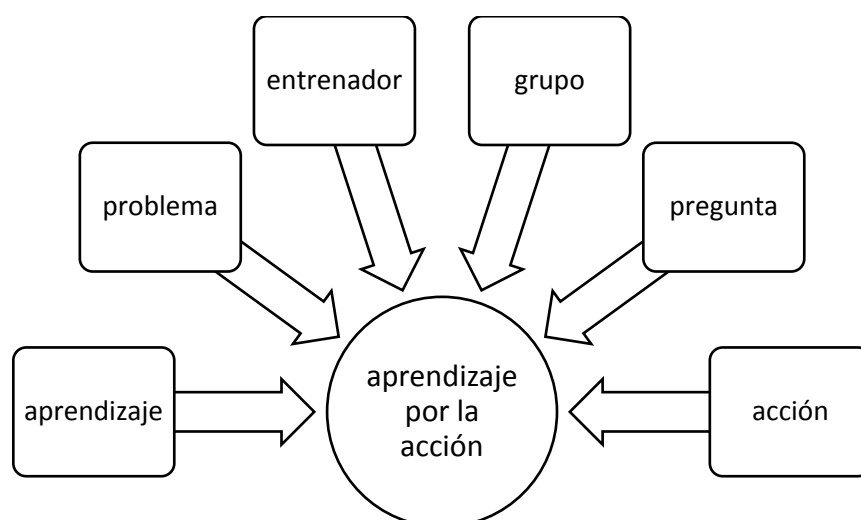 entrenador
grupo
problema
pregunta
aprendizaje
aprendizaje
por la
acción
acción